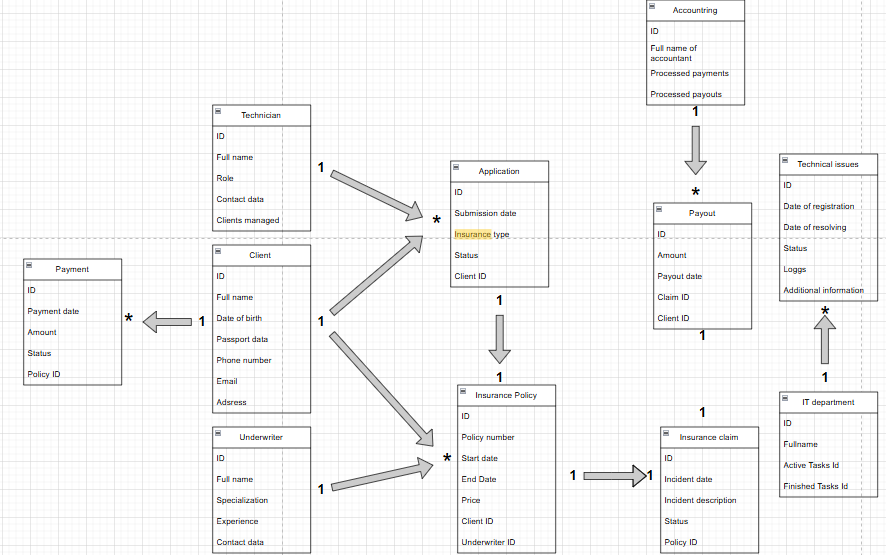 Accountring
ID
Full name of
accountant
Processed payments
Processed payouts
1
*
Technician
ID
Full name
Role
Contact data
Clients managed
1
Application
ID
Submission date
Insurance type
Status
Client ID
*
1
Technical issues
ID
Date of registration
Date of resolving
Status
Loggs
Additional information
*
Payout
ID
Amount
Payout date
Claim ID
Client ID
1
Client
ID
Full name
Date of birth
Passport data
Phone number
Email
Adsress
1
1
Payment
ID
Payment date
Amount
Status
Policy ID
*
1
Insurance Policy
ID
Policy number
Start date
End Date
Price
Client ID
Underwriter ID
*
1
1
IT department
ID
Fullname
Active Tasks Id
Finished Tasks Id
1
Insurance claim
ID
Incident date
Incident description
Status
Policy ID
1
Underwriter
ID
Full name
Specialization
Experience
Contact data
1